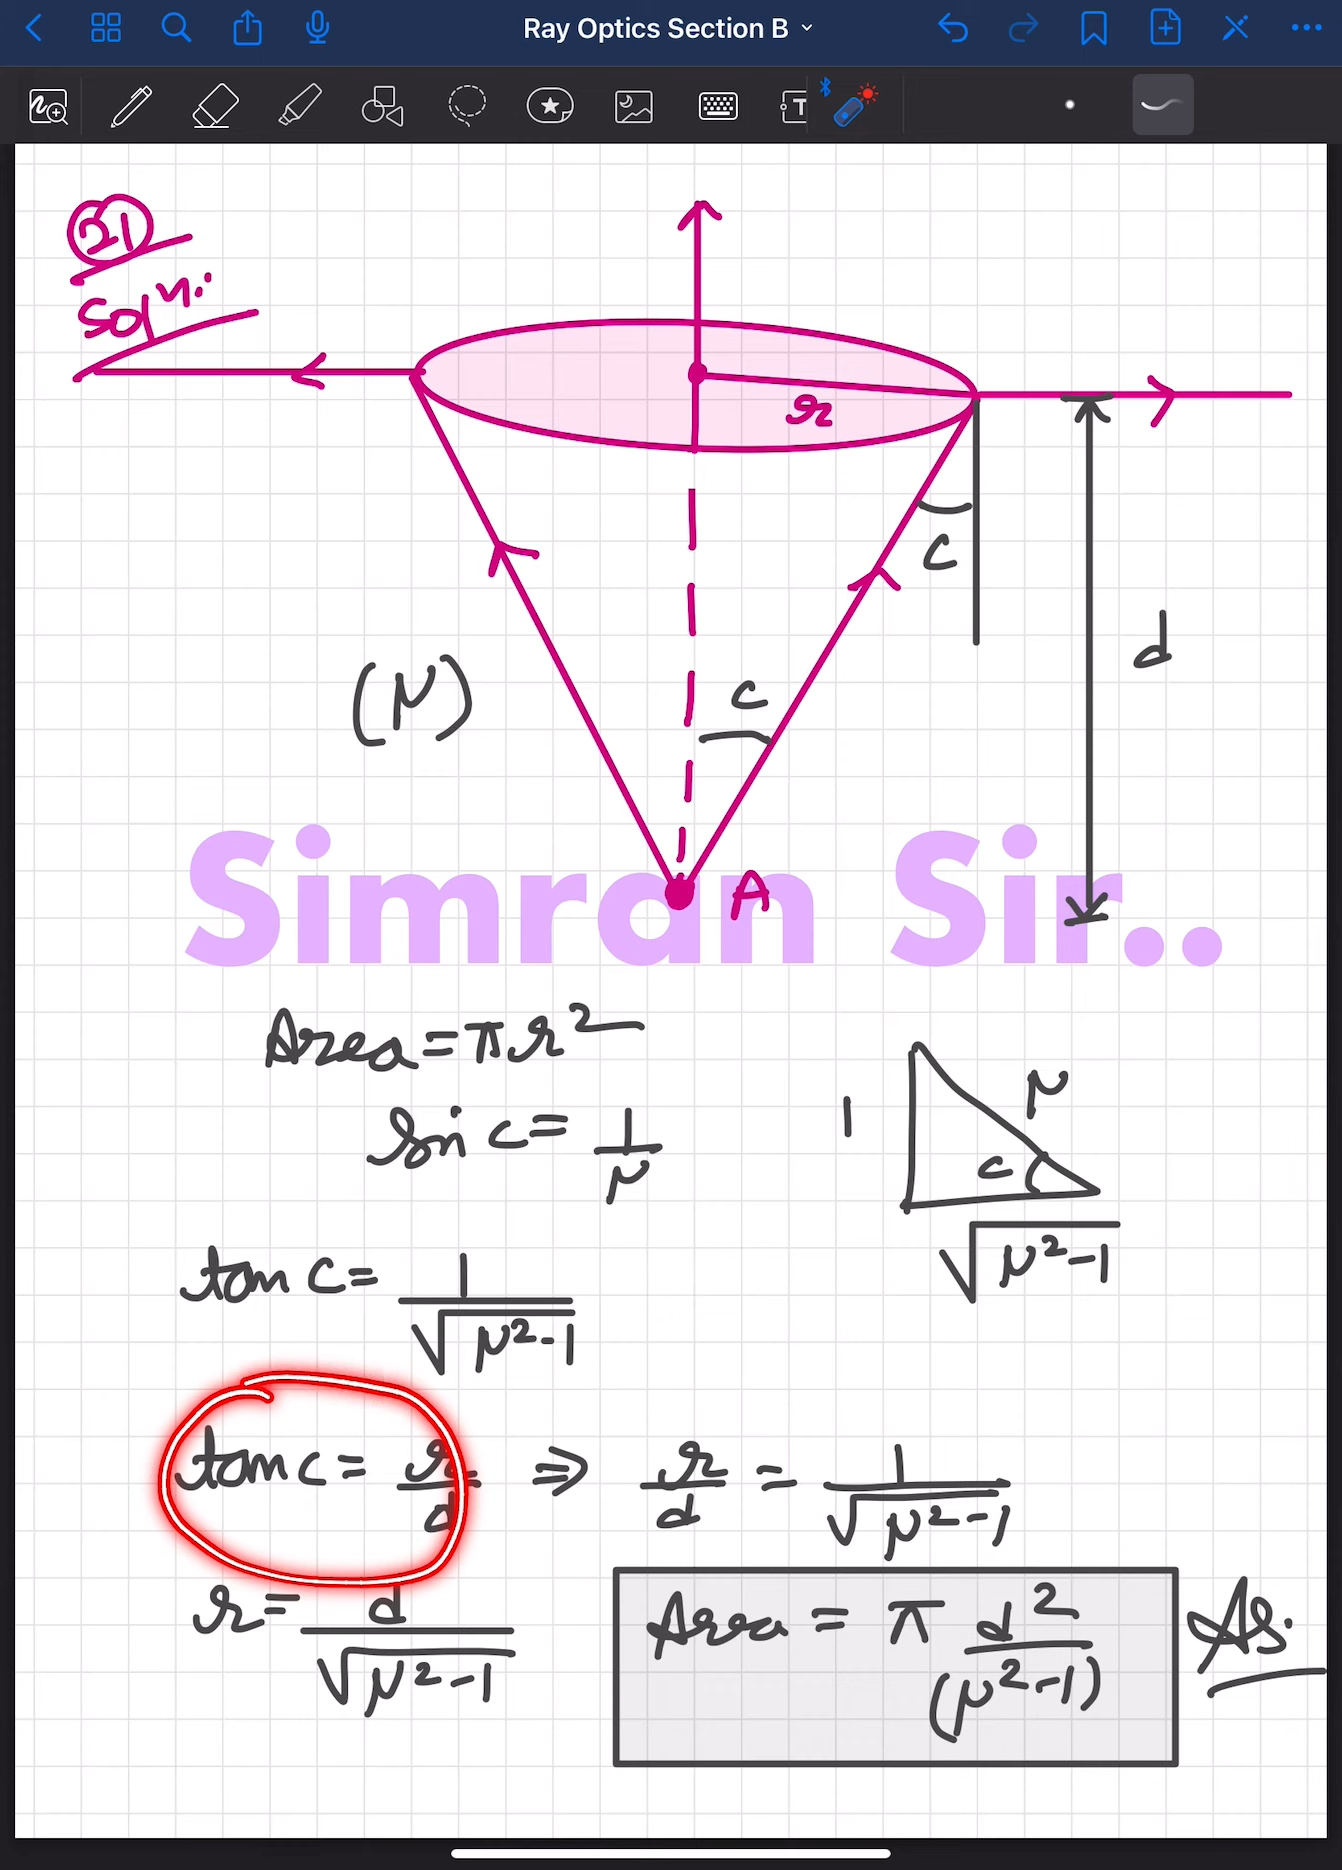 Ray Optics Section B
T
21
Soln:
r
c
c
d
(μ)
A
Simran Sir..
Area = πr²
sin c = 1/μ
1
μ
c
√μ²-1
tan c = 1/√μ²-1
tan c = r/d ⇒ r/d = 1/√μ²-1
r = d/√μ²-1
Area = π d²/(μ²-1)
As.